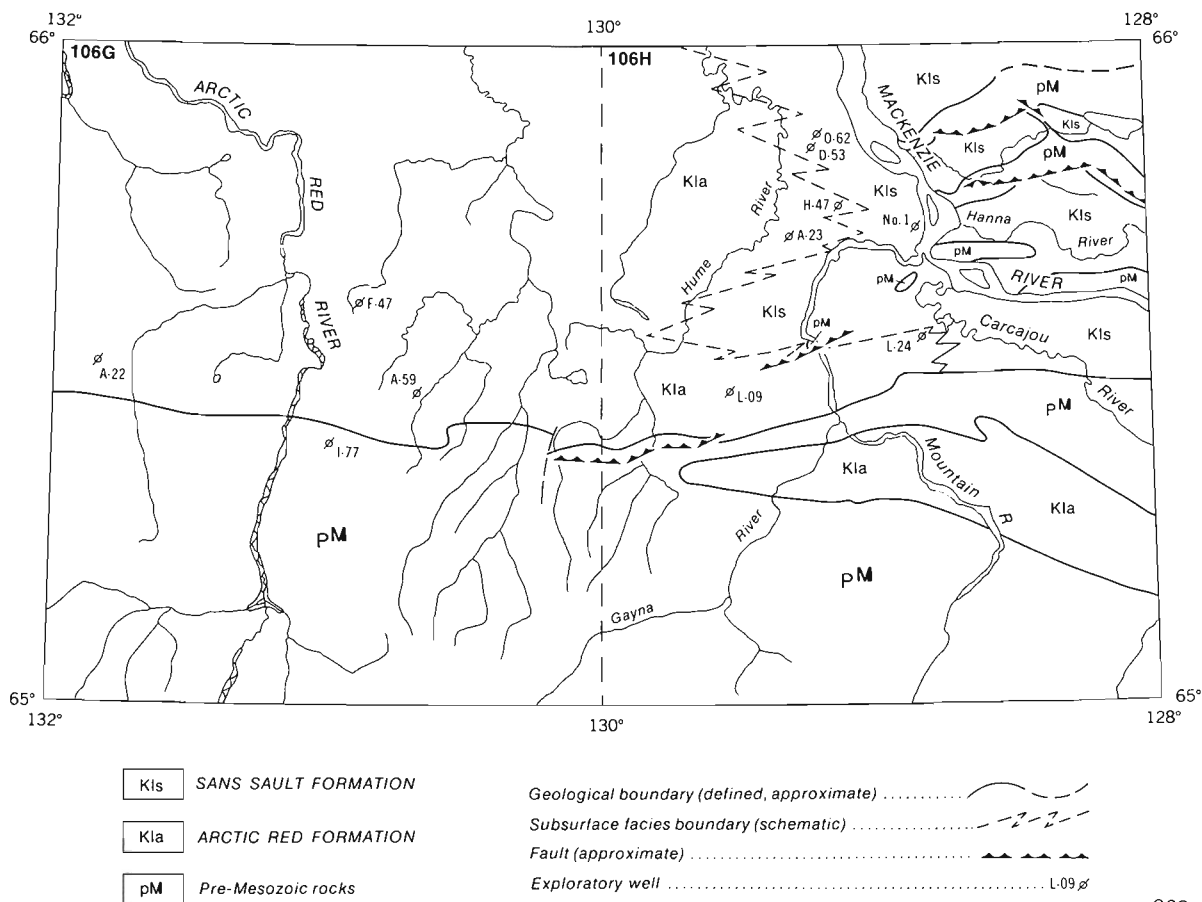 132°
130°
128°
66°
66°
106G
106H
ARCTIC
RED
RIVER
MACKENZIE
Kls
pM
Kls
Kls
pM
O-62
D-53
Kla
River
Hume
Kls
H-47
No. 1
A-23
Hanna
River
Kls
pM
RIVER
pM
pM
F-47
Kls
pM
Carcajou
River
Kls
L-24
A-22
A-59
Kla
L-09
I-77
pM
pM
Kla
Mountain
R
Kla
River
Gayna
pM
65°
65°
132°
130°
128°
Kls SANS SAULT FORMATION
Kla ARCTIC RED FORMATION
pM Pre-Mesozoic rocks
Geological boundary (defined, approximate)
Subsurface facies boundary (schematic)
Fault (approximate)
Exploratory well L-09